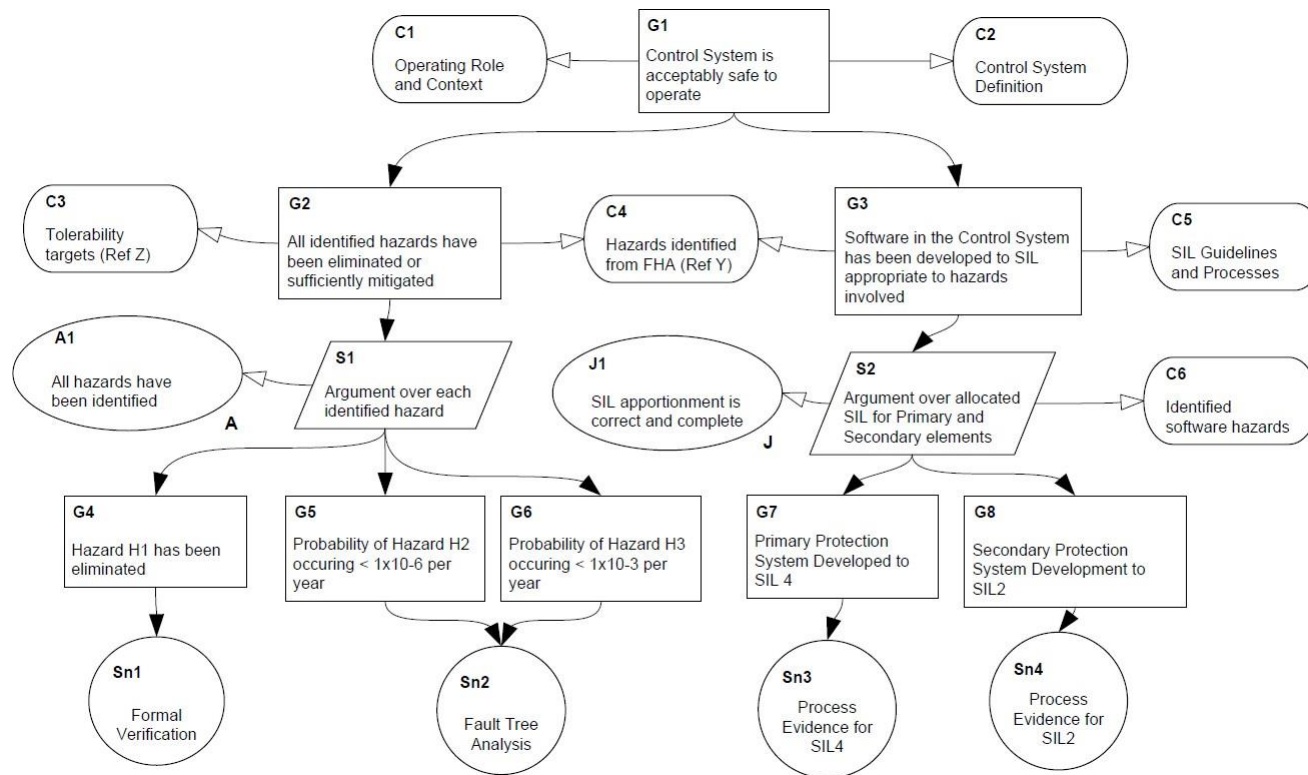 C1
Operating Role
and Context
G1
Control System is
acceptably safe to
operate
C2
Control System
Definition
C3
Tolerability
targets (Ref Z)
G2
All identified hazards have
been eliminated or
sufficiently mitigated
C4
Hazards identified
from FHA (Ref Y)
G3
Software in the Control System
has been developed to SIL
appropriate to hazards
involved
C5
SIL Guidelines
and Processes
A1
All hazards have
been identified
A
S1
Argument over each
identified hazard
J1
SIL apportionment is
correct and complete
J
S2
Argument over allocated
SIL for Primary and
Secondary elements
C6
Identified
software hazards
G4
Hazard H1 has been
eliminated
G5
Probability of Hazard H2
occuring < 1x10-6 per
year
G6
Probability of Hazard H3
occuring < 1x10-3 per
year
G7
Primary Protection
System Developed to
SIL 4
G8
Secondary Protection
System Development to
SIL2
Sn1
Formal
Verification
Sn2
Fault Tree
Analysis
Sn3
Process
Evidence for
SIL4
Sn4
Process
Evidence for
SIL2